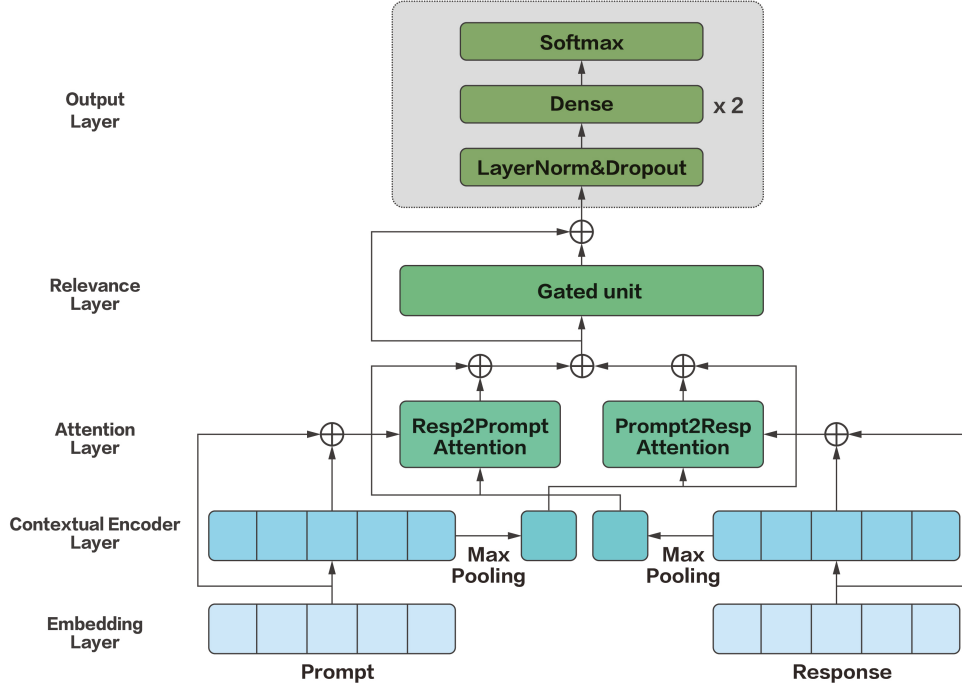 Softmax
Output
Layer
Dense
x 2
LayerNorm&Dropout
Relevance
Layer
Gated unit
Attention
Layer
Resp2Prompt
Attention
Prompt2Resp
Attention
Contextual Encoder
Layer
Max
Pooling
Max
Pooling
Embedding
Layer
Prompt
Response